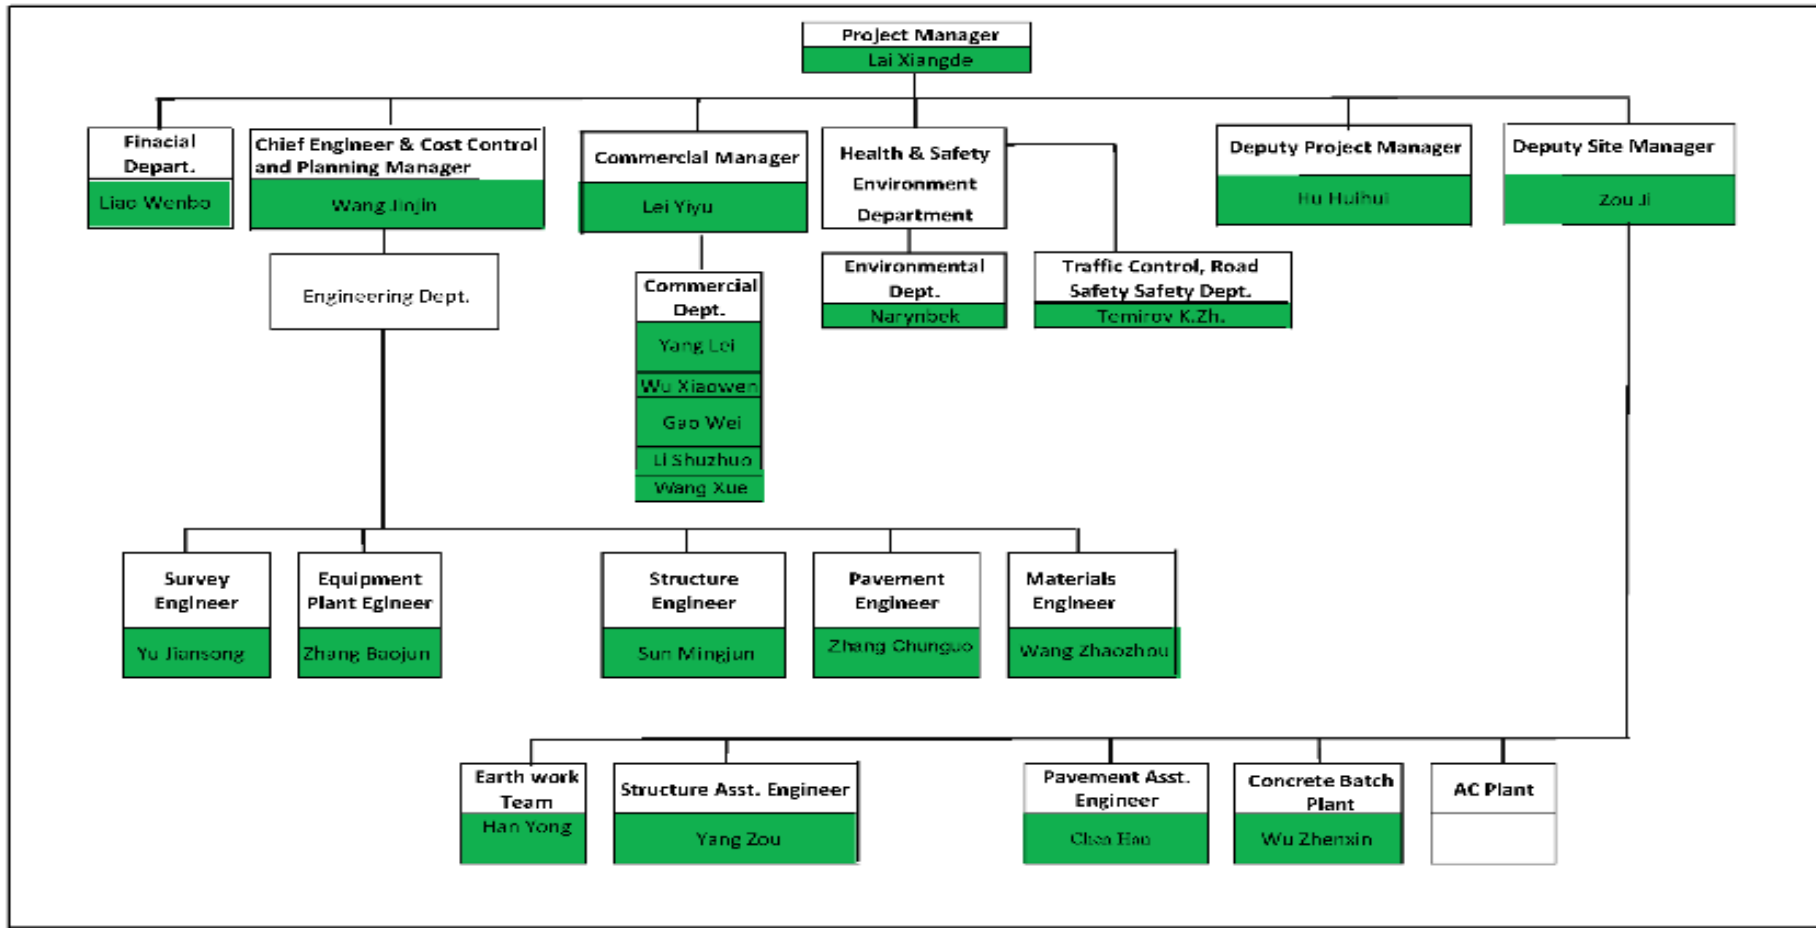 Project Manager
Lai Xiangde
Finacial
Depart.
Liao Wenbo
Chief Engineer & Cost Control
and Planning Manager
Wang Jinjin
Commercial Manager
Lei Yiyu
Health & Safety
Environment
Department
Deputy Project Manager
Hu Huihui
Deputy Site Manager
Zou Ji
Engineering Dept.
Commercial
Dept.
Yang Lei
Wu Xiaowen
Gao Wei
Li Shuzhuo
Wang Xue
Environmental
Dept.
Narynbek
Traffic Control, Road
Safety Safety Dept.
Temirov K.Zh.
Survey
Engineer
Yu Jiansong
Equipment
Plant Egineer
Zhang Baojun
Structure
Engineer
Sun Mingjun
Pavement
Engineer
Zhang Chunguo
Materials
Engineer
Wang Zhaozhou
Earth work
Team
Han Yong
Structure Asst. Engineer
Yang Zou
Pavement Asst.
Engineer
Chen Hao
Concrete Batch
Plant
Wu Zhenxin
AC Plant